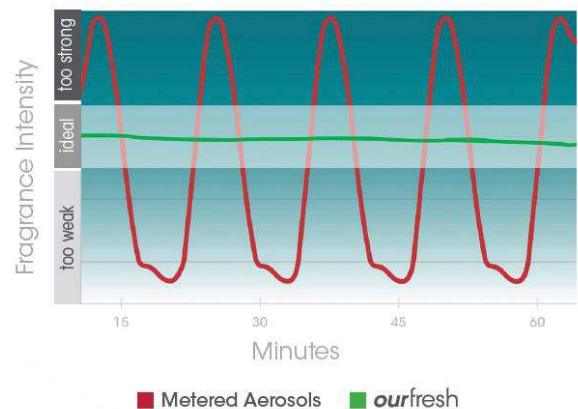 Fragrance Intensity
too strong
ideal
too weak
15 30 45 60
Minutes
Metered Aerosols ourfresh